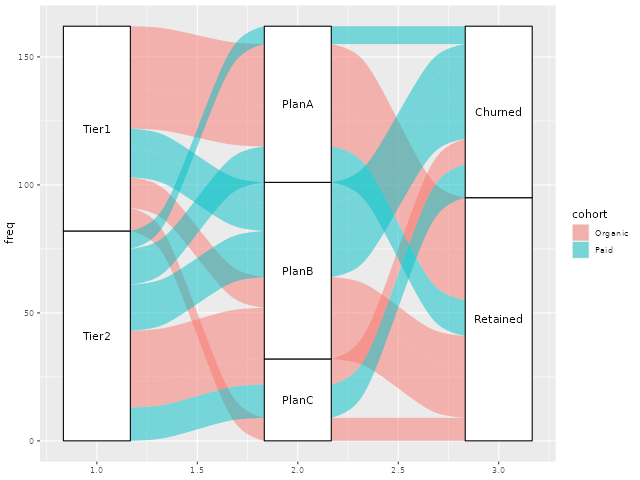 150
100
50
0
freq
Tier1
Tier2
PlanA
PlanB
PlanC
Churned
Retained
1.0 1.5 2.0 2.5 3.0
cohort
Organic
Paid